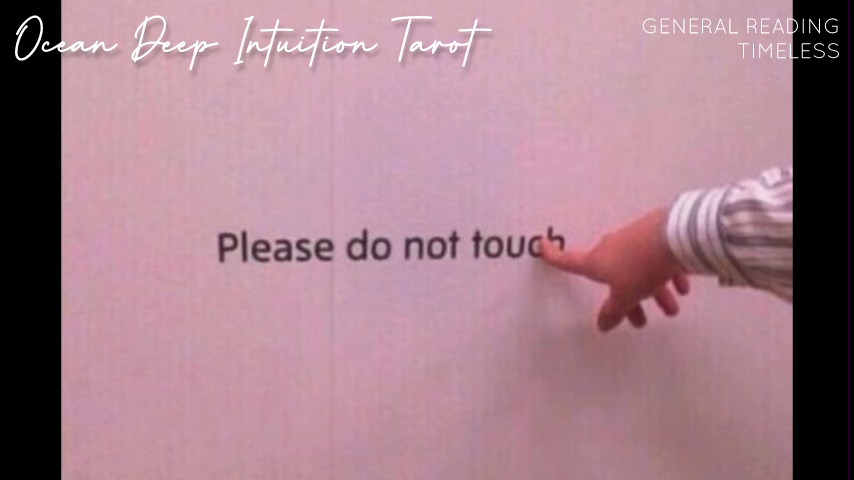 Ocean Deep Intuition Tarot
GENERAL READING
TIMELESS
Please do not touch